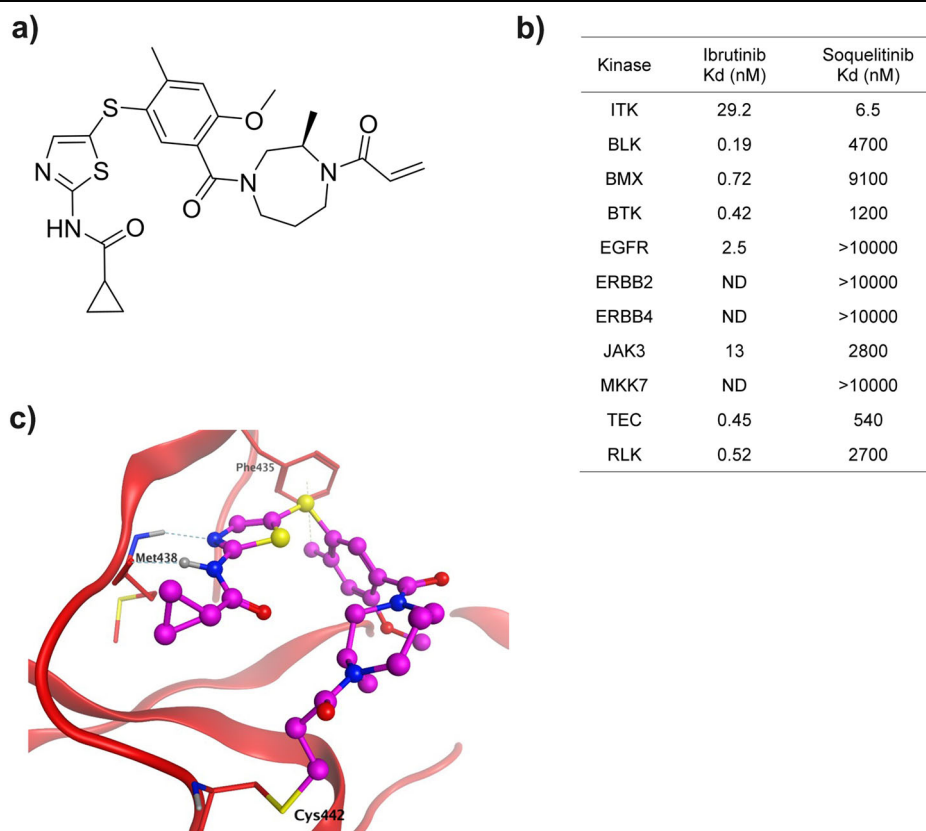 a)
S
O
O
N
S
N
N
O
HN
O
b)
Kinase Ibrutinib Kd (nM) Soquelitinib Kd (nM)
ITK 29.2 6.5
BLK 0.19 4700
BMX 0.72 9100
BTK 0.42 1200
EGFR 2.5 >10000
ERBB2 ND >10000
ERBB4 ND >10000
JAK3 13 2800
MKK7 ND >10000
TEC 0.45 540
RLK 0.52 2700
c)
Phe435
Met438
Cys442